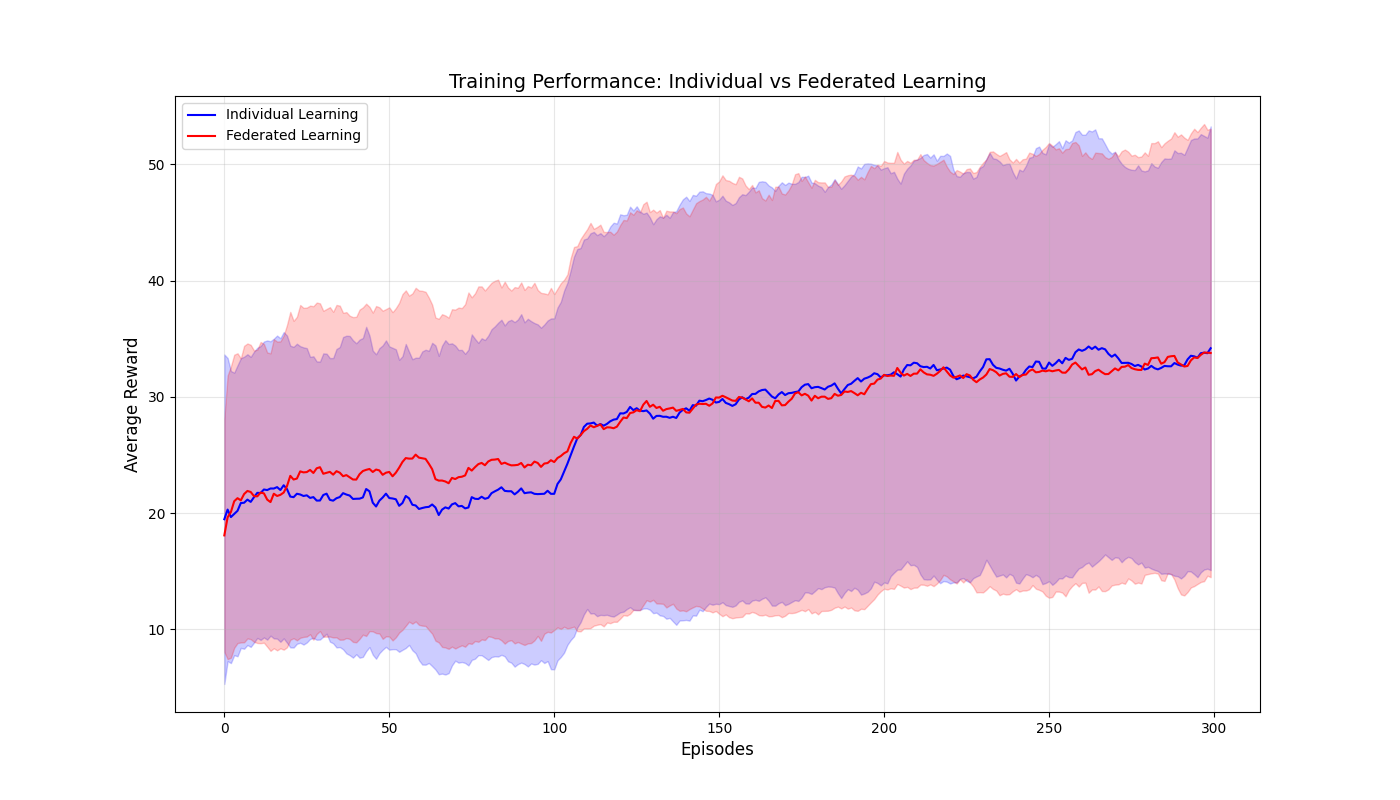 Training Performance: Individual vs Federated Learning
Individual Learning
Federated Learning
Average Reward
50
40
30
20
10
0 50 100 150 200 250 300
Episodes